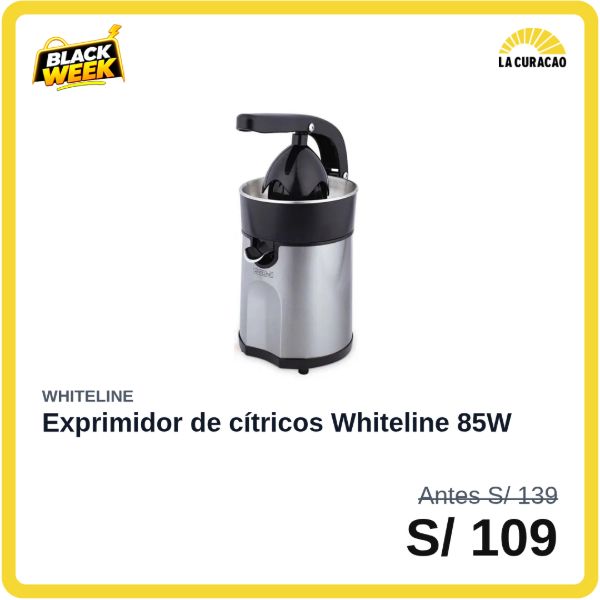 BLACK
WEEK
LA CURACAO
WHITELINE
Exprimidor de cítricos Whiteline 85W
Antes S/ 139
S/ 109